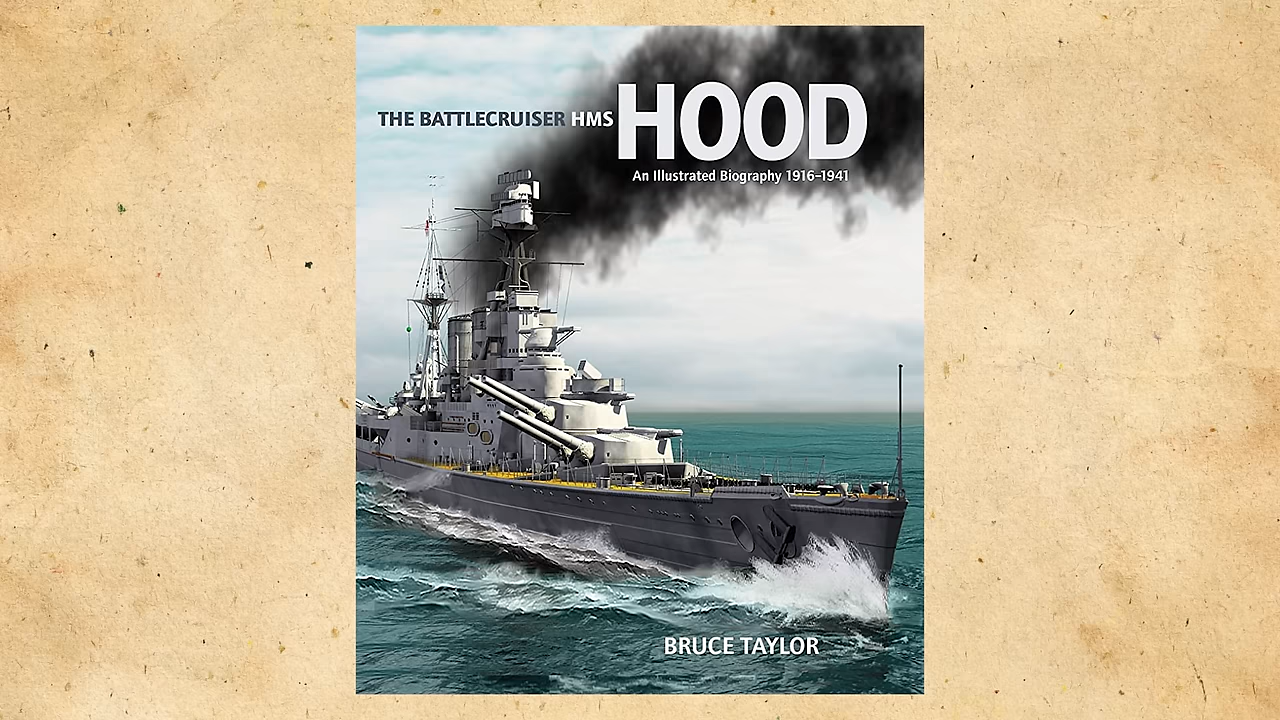 THE BATTLECRUISER HMS HOOD
An Illustrated Biography 1916–1941
BRUCE TAYLOR